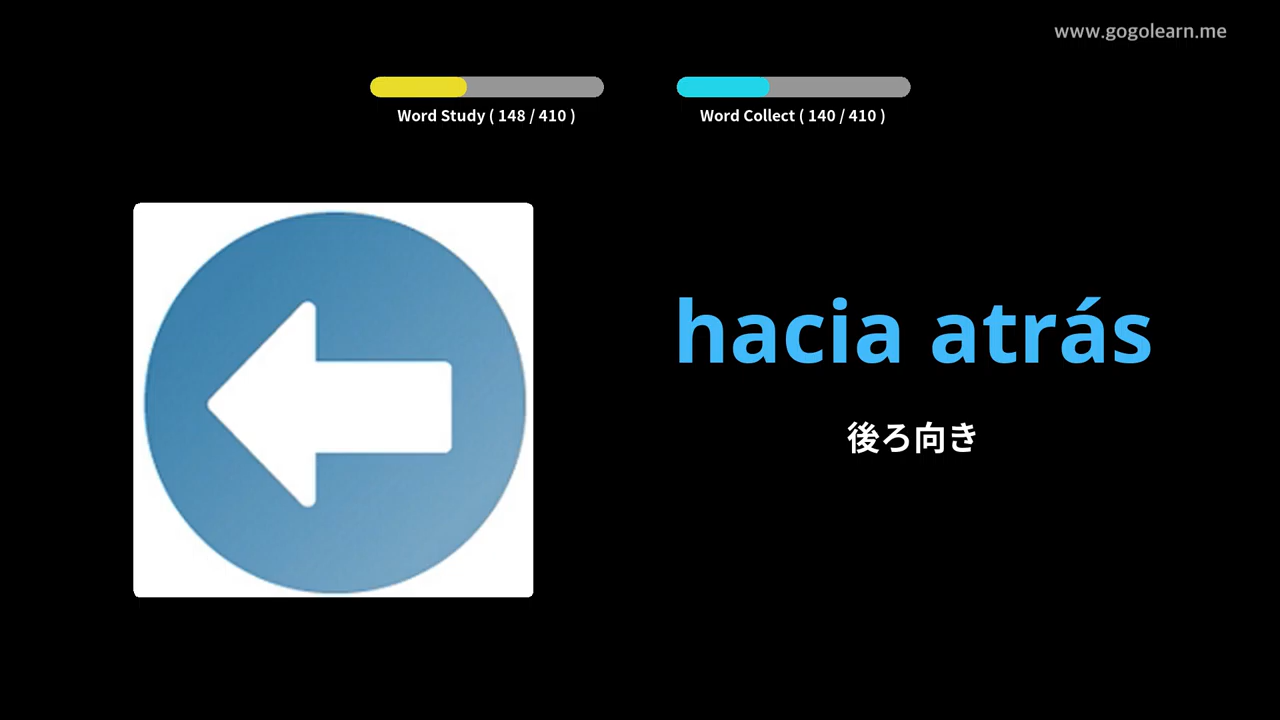 www.gogolearn.me
Word Study ( 148 / 410 )
Word Collect ( 140 / 410 )
hacia atrás
後ろ向き